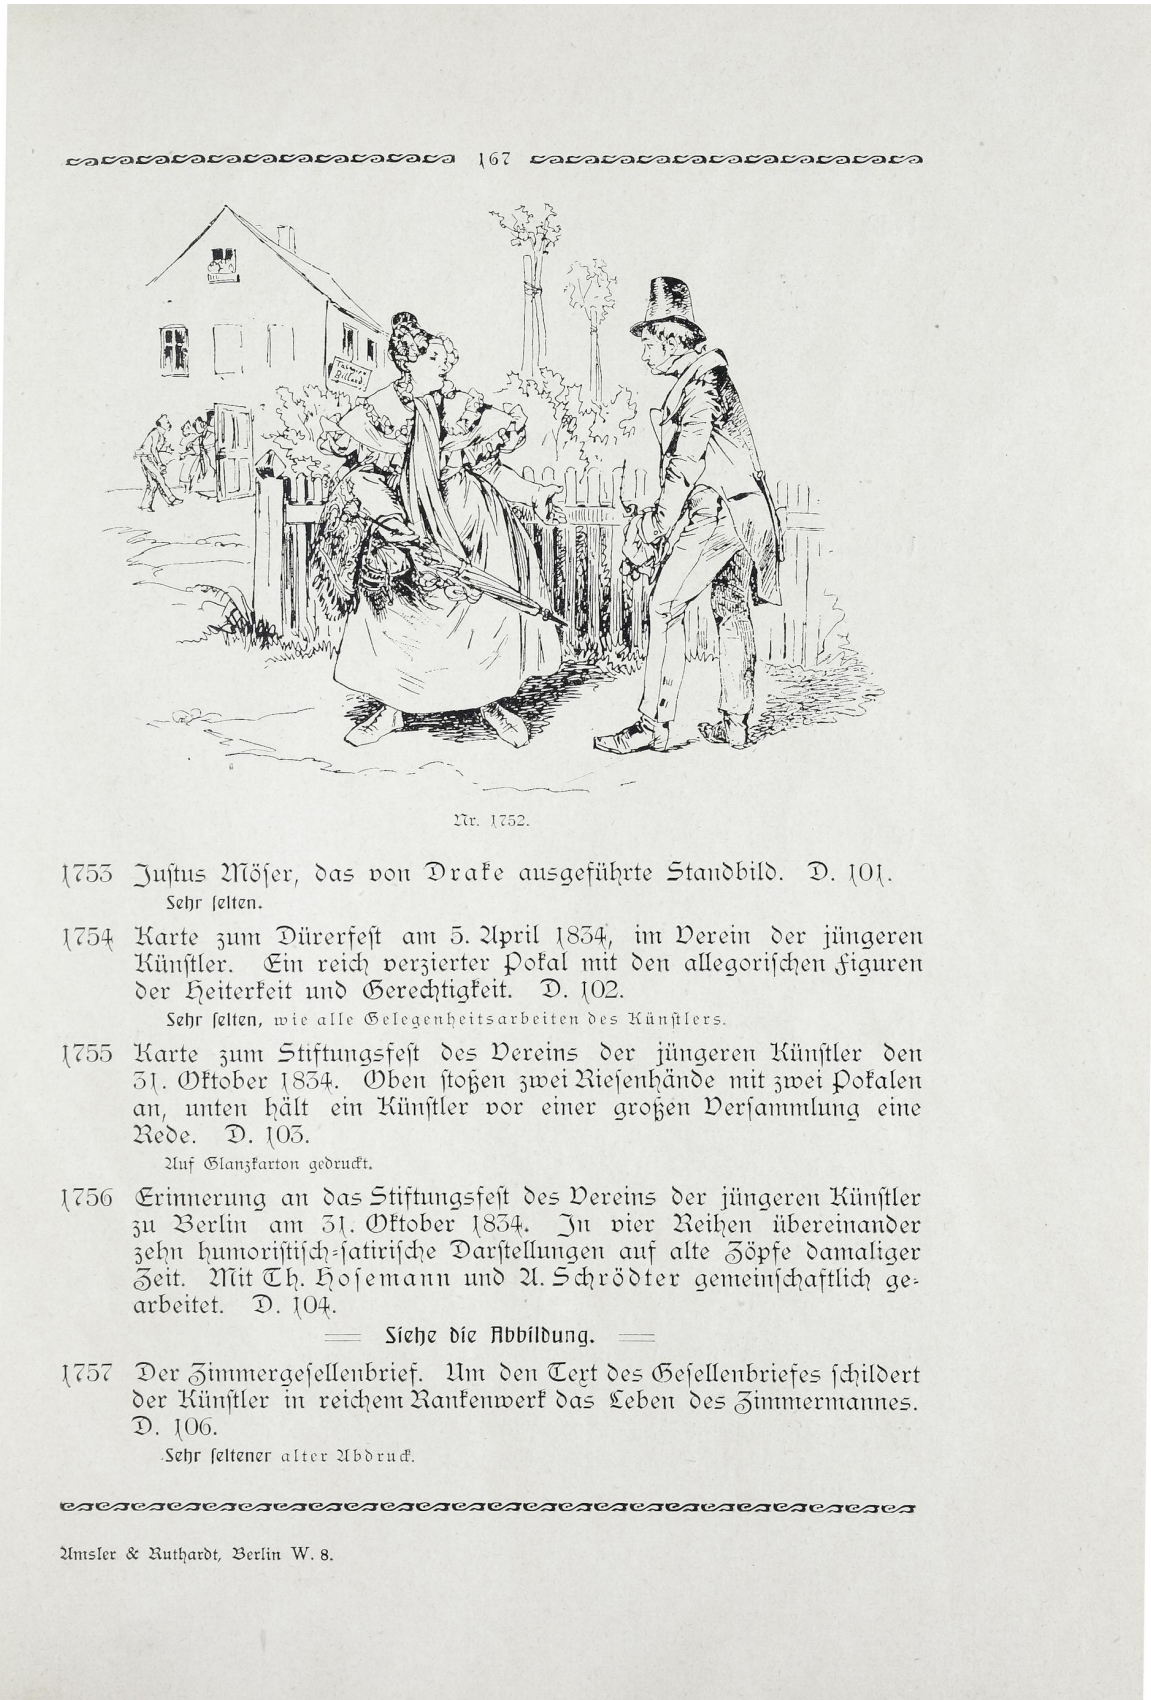 167
Billard
Nr. 1752.
1753 Justus Möser, das von Drake ausgeführte Standbild. D. 101.
Sehr selten.
1754 Karte zum Dürerfest am 5. April 1834, im Verein der jüngeren
Künstler. Ein reich verzierter Pokal mit den allegorischen Figuren
der Heiterkeit und Gerechtigkeit. D. 102.
Sehr selten, wie alle Gelegenheitsarbeiten des Künstlers.
1755 Karte zum Stiftungsfest des Vereins der jüngeren Künstler den
31. Oktober 1834. Oben stoßen zwei Riesenhände mit zwei Pokalen
an, unten hält ein Künstler vor einer großen Versammlung eine
Rede. D. 103.
Auf Glanzkarton gedruckt.
1756 Erinnerung an das Stiftungsfest des Vereins der jüngeren Künstler
zu Berlin am 31. Oktober 1834. In vier Reihen übereinander
zehn humoristisch-satirische Darstellungen auf alte Zöpfe damaliger
Zeit. Mit Th. Hosemann und A. Schrödter gemeinschaftlich ge-
arbeitet. D. 104.
Siehe die Abbildung.
1757 Der Zimmergesellenbrief. Um den Text des Gesellenbriefes schildert
der Künstler in reichem Rankenwerk das Leben des Zimmermannes.
D. 106.
Sehr seltener alter Abdruck.
Amsler & Ruthardt, Berlin W. 8.